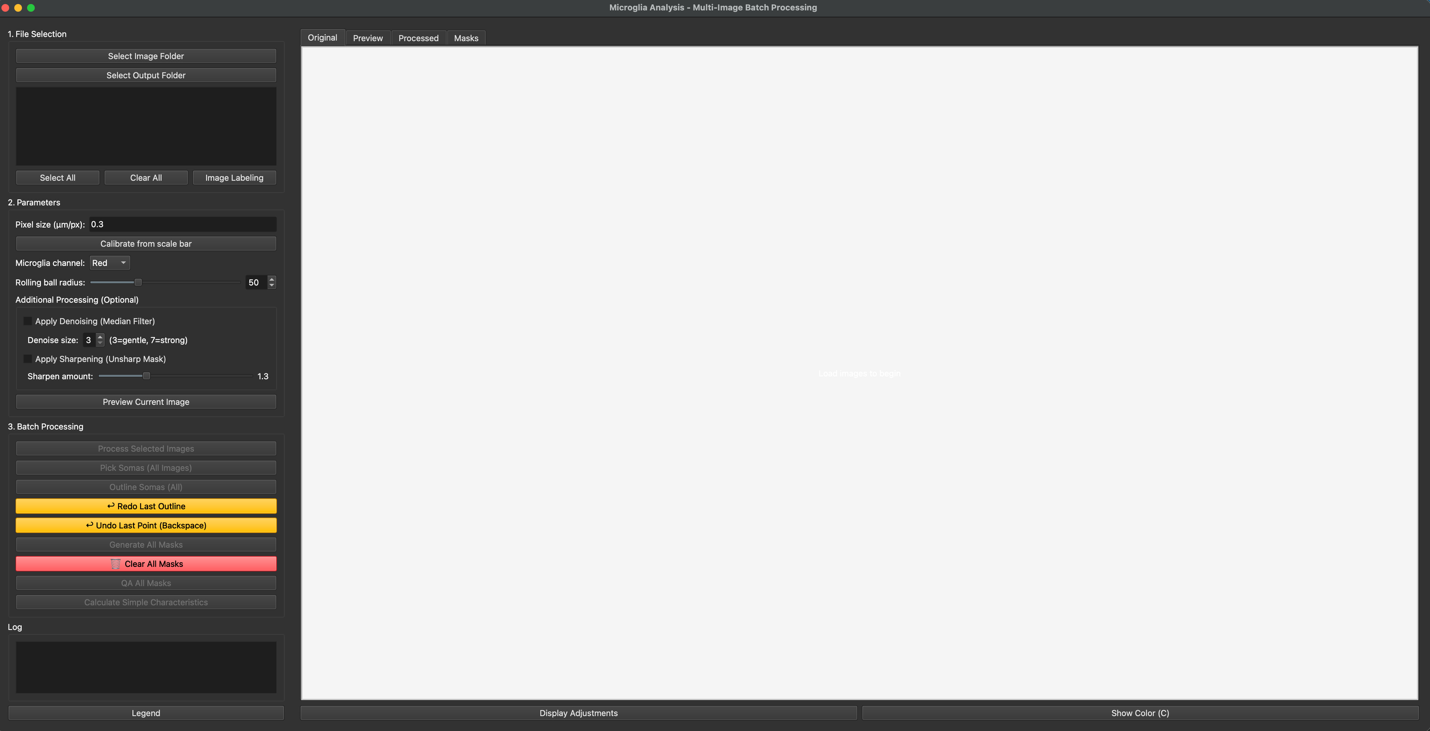 Microglia Analysis - Multi-Image Batch Processing
1. File Selection
Select Image Folder
Select Output Folder
Select All
Clear All
Image Labeling
2. Parameters
Pixel size (μm/px): 0.3
Calibrate from scale bar
Microglia channel: Red
Rolling ball radius: 50
Additional Processing (Optional)
Apply Denoising (Median Filter)
Denoise size: 3 (3=gentle, 7=strong)
Apply Sharpening (Unsharp Mask)
Sharpen amount: 1.3
Preview Current Image
3. Batch Processing
Process Selected Images
Pick Somas (All Images)
Outline Somas (All)
↩ Redo Last Outline
↩ Undo Last Point (Backspace)
Generate All Masks
🗑 Clear All Masks
QA All Masks
Calculate Simple Characteristics
Log
Legend
Original Preview Processed Masks
Display Adjustments
Show Color (C)